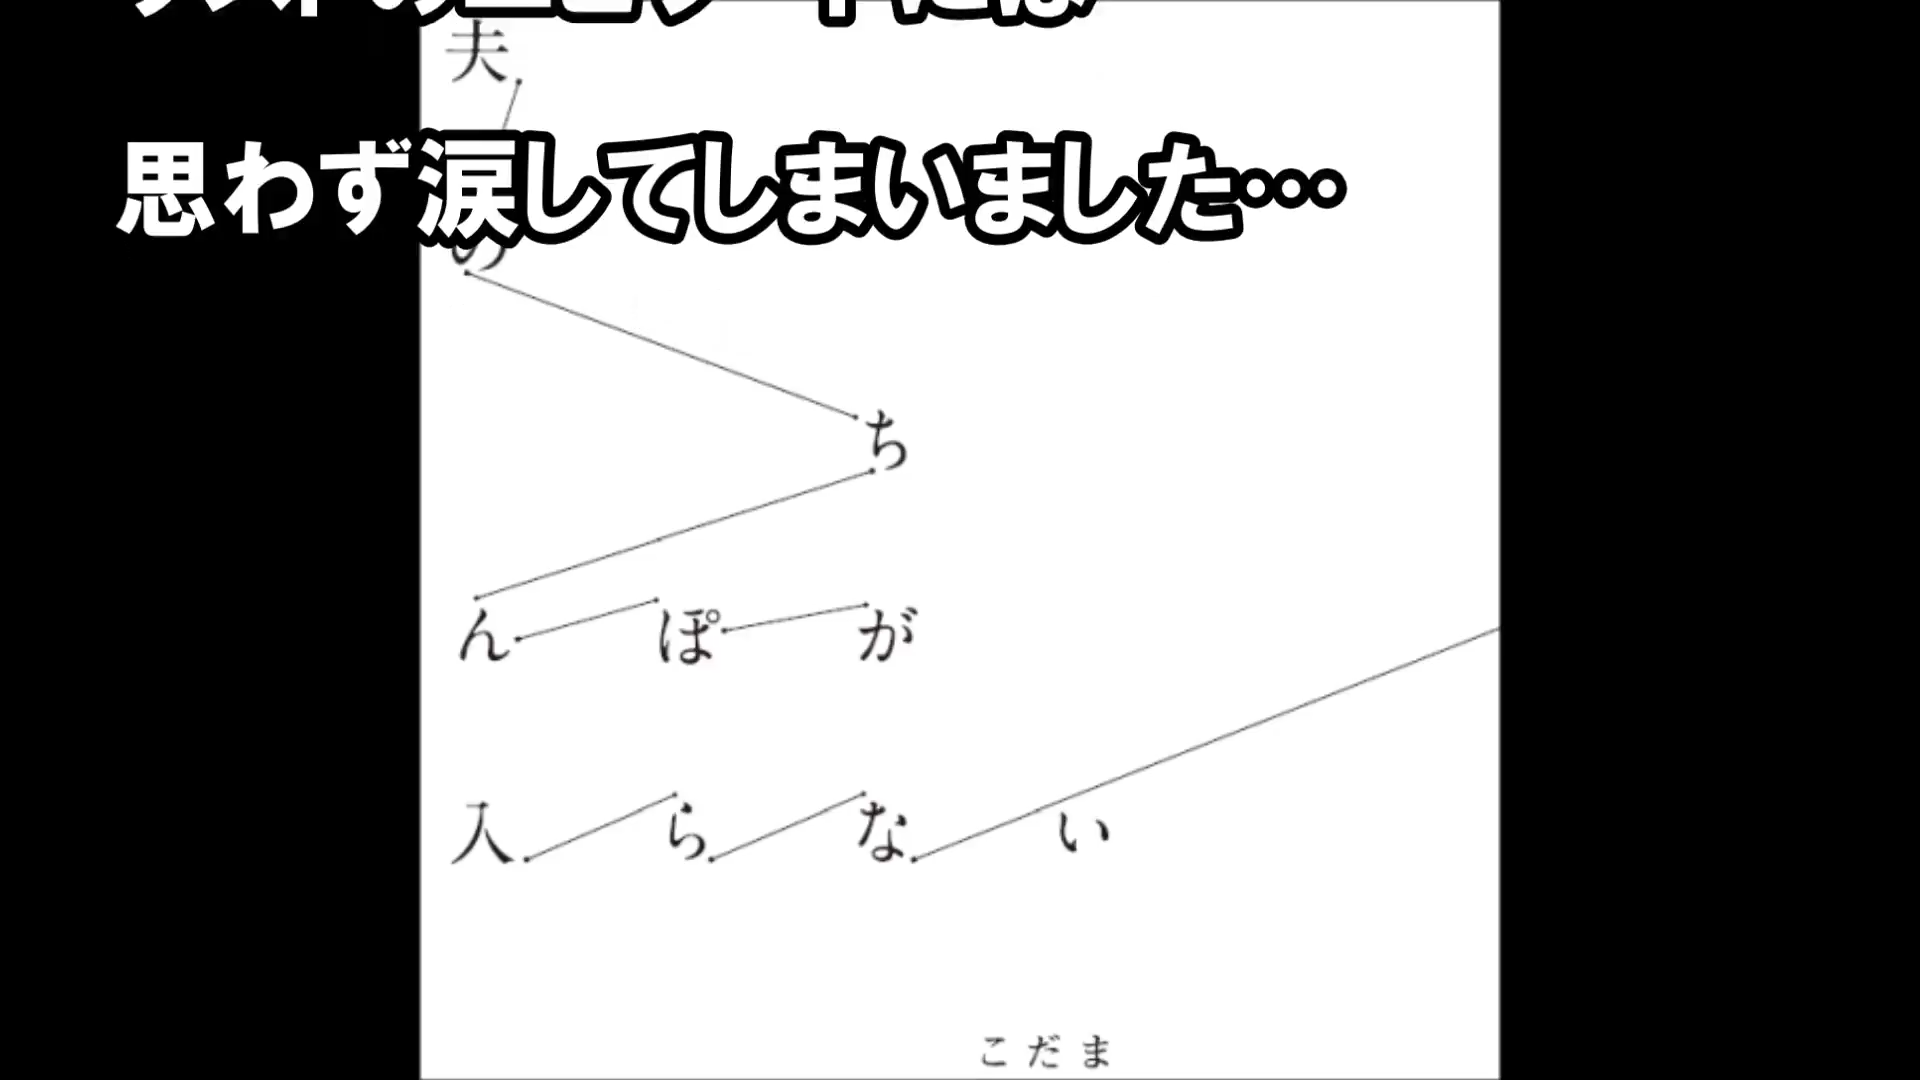 夫
思わず涙してしまいました…
の
ち
んぽが
入らない
こだま